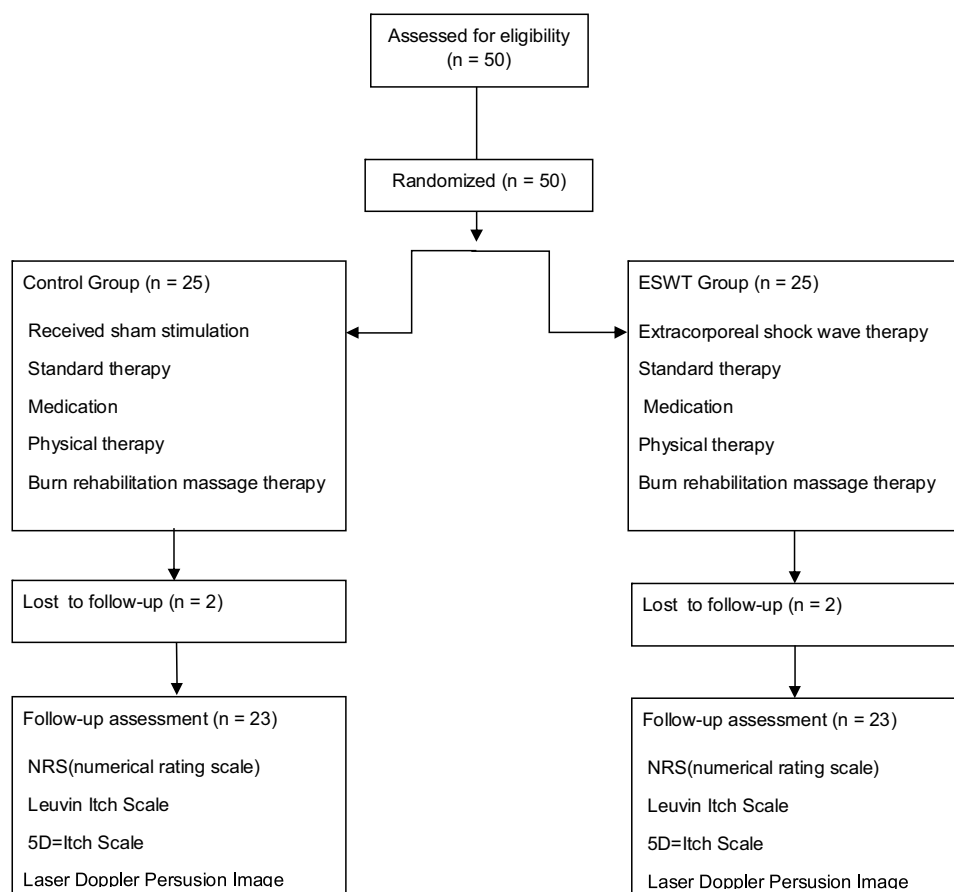 Assessed for eligibility
(n = 50)
Randomized (n = 50)
Control Group (n = 25)
Received sham stimulation
Standard therapy
Medication
Physical therapy
Burn rehabilitation massage therapy
ESWT Group (n = 25)
Extracorporeal shock wave therapy
Standard therapy
Medication
Physical therapy
Burn rehabilitation massage therapy
Lost to follow-up (n = 2)
Lost to follow-up (n = 2)
Follow-up assessment (n = 23)
NRS(numerical rating scale)
Leuvin Itch Scale
5D=Itch Scale
Laser Doppler Persusion Image
Follow-up assessment (n = 23)
NRS(numerical rating scale)
Leuvin Itch Scale
5D=Itch Scale
Laser Doppler Persusion Image